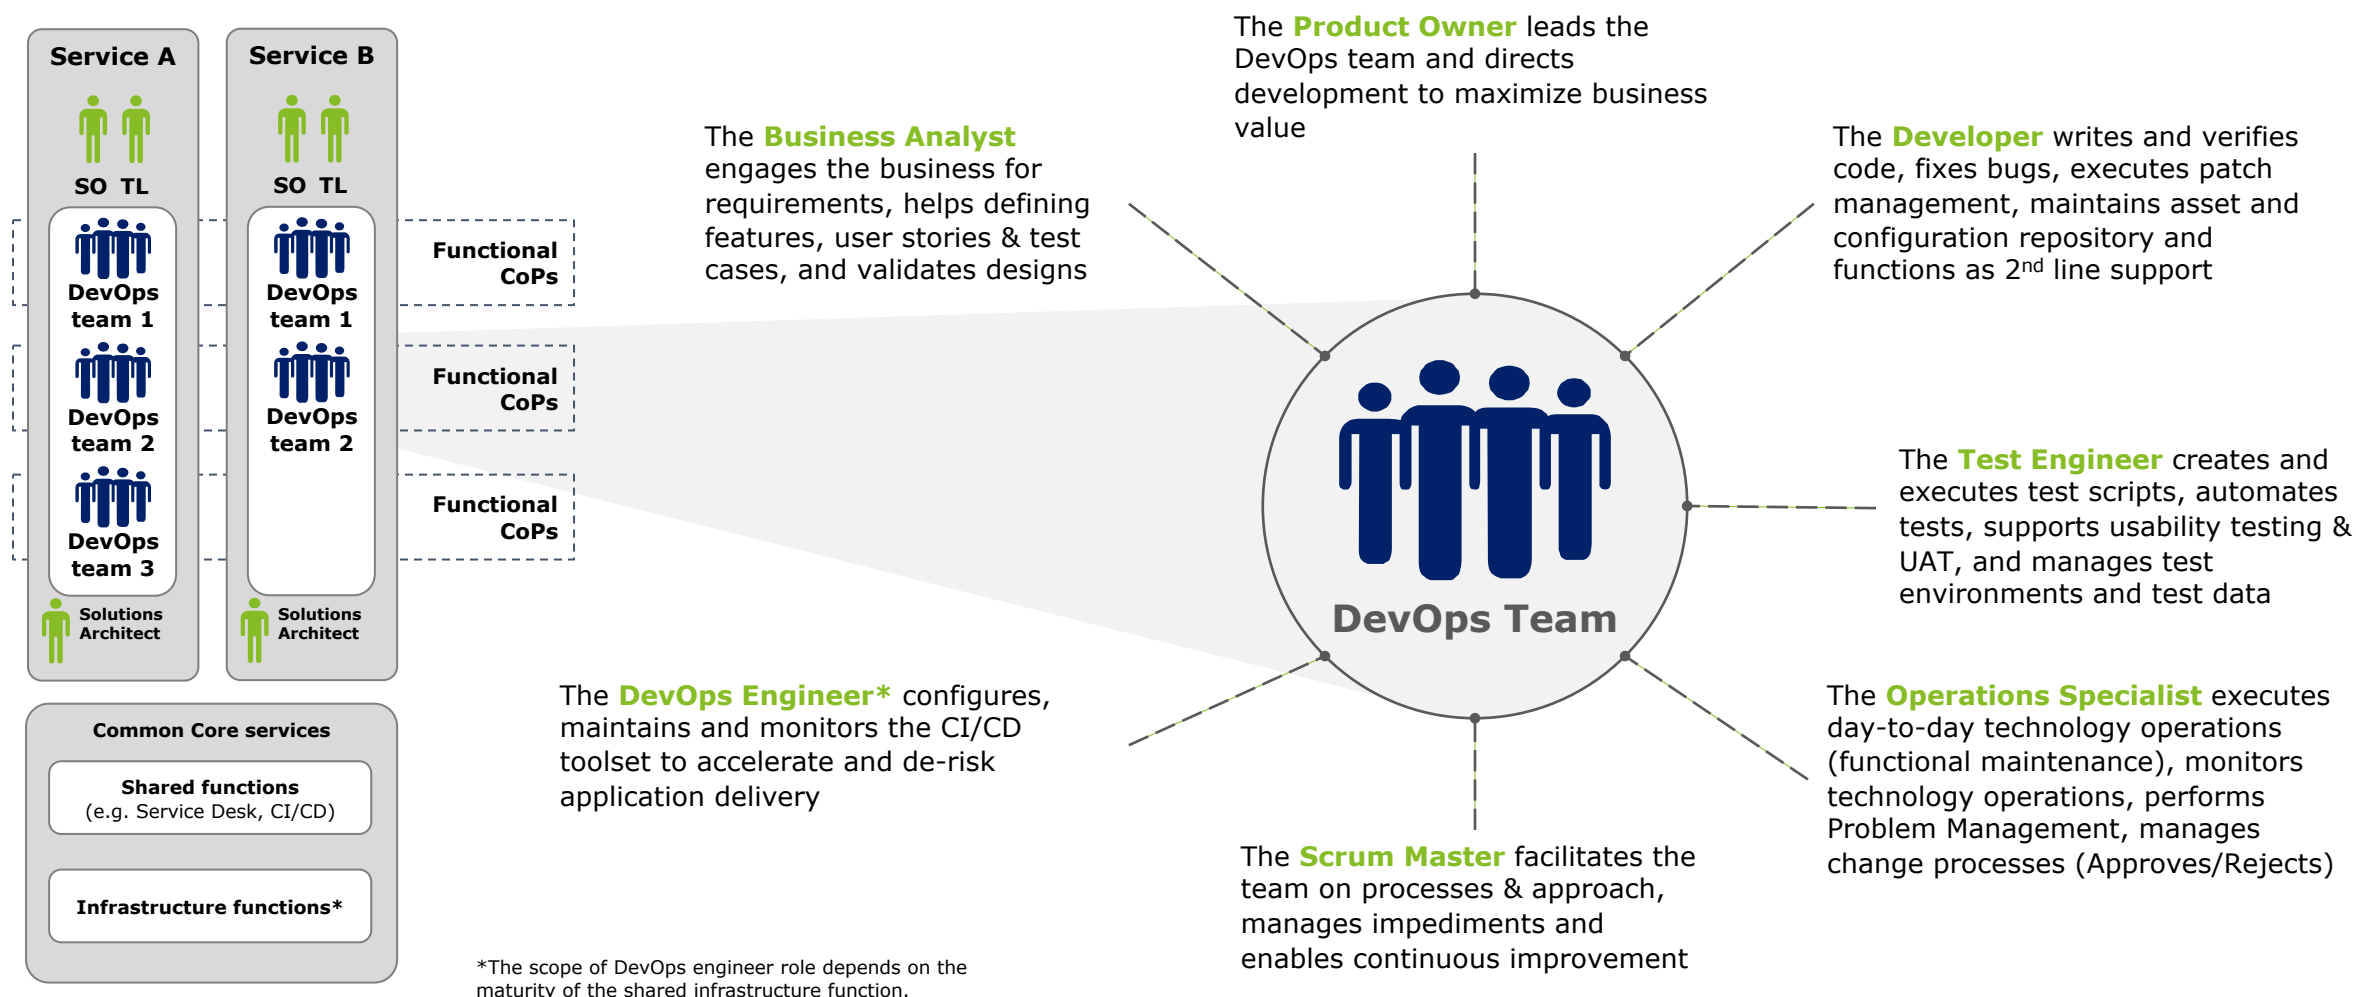 Service A
SO TL
DevOps
team 1
DevOps
team 2
DevOps
team 3
Solutions
Architect
Service B
SO TL
DevOps
team 1
DevOps
team 2
Solutions
Architect
Functional
CoPs
Functional
CoPs
Functional
CoPs
Common Core services
Shared functions
(e.g. Service Desk, CI/CD)
Infrastructure functions*
The Business Analyst
engages the business for
requirements, helps defining
features, user stories & test
cases, and validates designs
The Product Owner leads the
DevOps team and directs
development to maximize business
value
The Developer writes and verifies
code, fixes bugs, executes patch
management, maintains asset and
configuration repository and
functions as 2nd line support
DevOps Team
The Test Engineer creates and
executes test scripts, automates
tests, supports usability testing &
UAT, and manages test
environments and test data
The DevOps Engineer* configures,
maintains and monitors the CI/CD
toolset to accelerate and de-risk
application delivery
The Scrum Master facilitates the
team on processes & approach,
manages impediments and
enables continuous improvement
The Operations Specialist executes
day-to-day technology operations
(functional maintenance), monitors
technology operations, performs
Problem Management, manages
change processes (Approves/Rejects)
*The scope of DevOps engineer role depends on the
maturity of the shared infrastructure function.